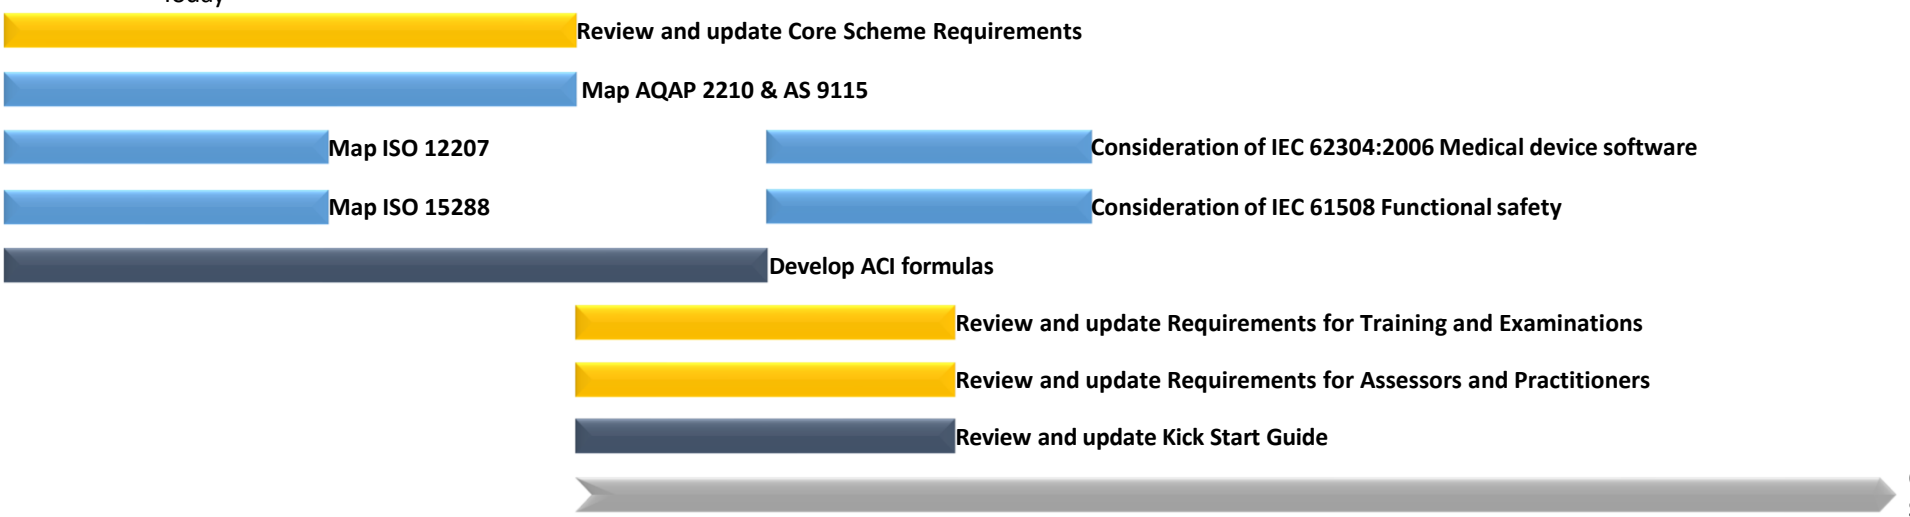 Today
Review and update Core Scheme Requirements
Map AQAP 2210 & AS 9115
Map ISO 12207
Consideration of IEC 62304:2006 Medical device software
Map ISO 15288
Consideration of IEC 61508 Functional safety
Develop ACI formulas
Review and update Requirements for Training and Examinations
Review and update Requirements for Assessors and Practitioners
Review and update Kick Start Guide